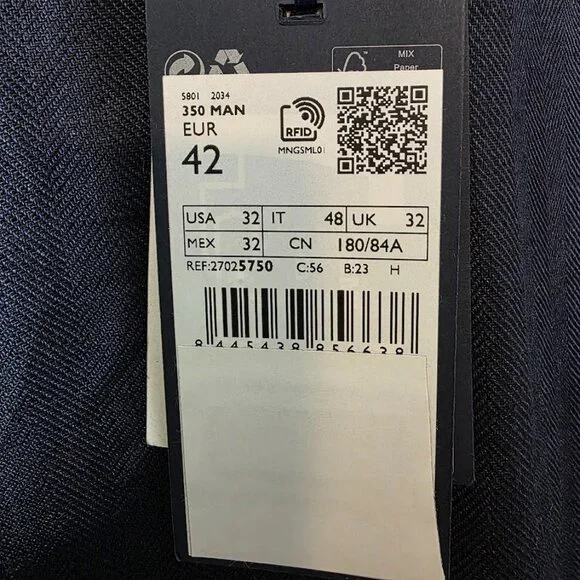 MIX
Paper
5801 2034
350 MAN
EUR
42
RFID
MNGSML01
USA 32 IT 48 UK 32
MEX 32 CN 180/84A
REF:27025750 C:56 B:23 H
8 445438 856638